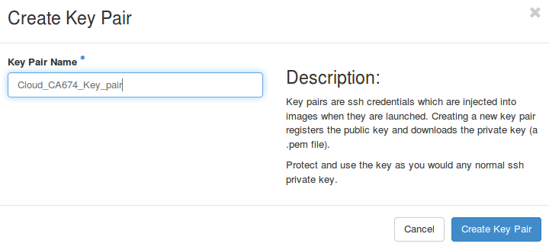 Create Key Pair
×
Key Pair Name *
Cloud_CA674_Key_pair
Description:
Key pairs are ssh credentials which are injected into
images when they are launched. Creating a new key pair
registers the public key and downloads the private key (a
.pem file).
Protect and use the key as you would any normal ssh
private key.
Cancel
Create Key Pair